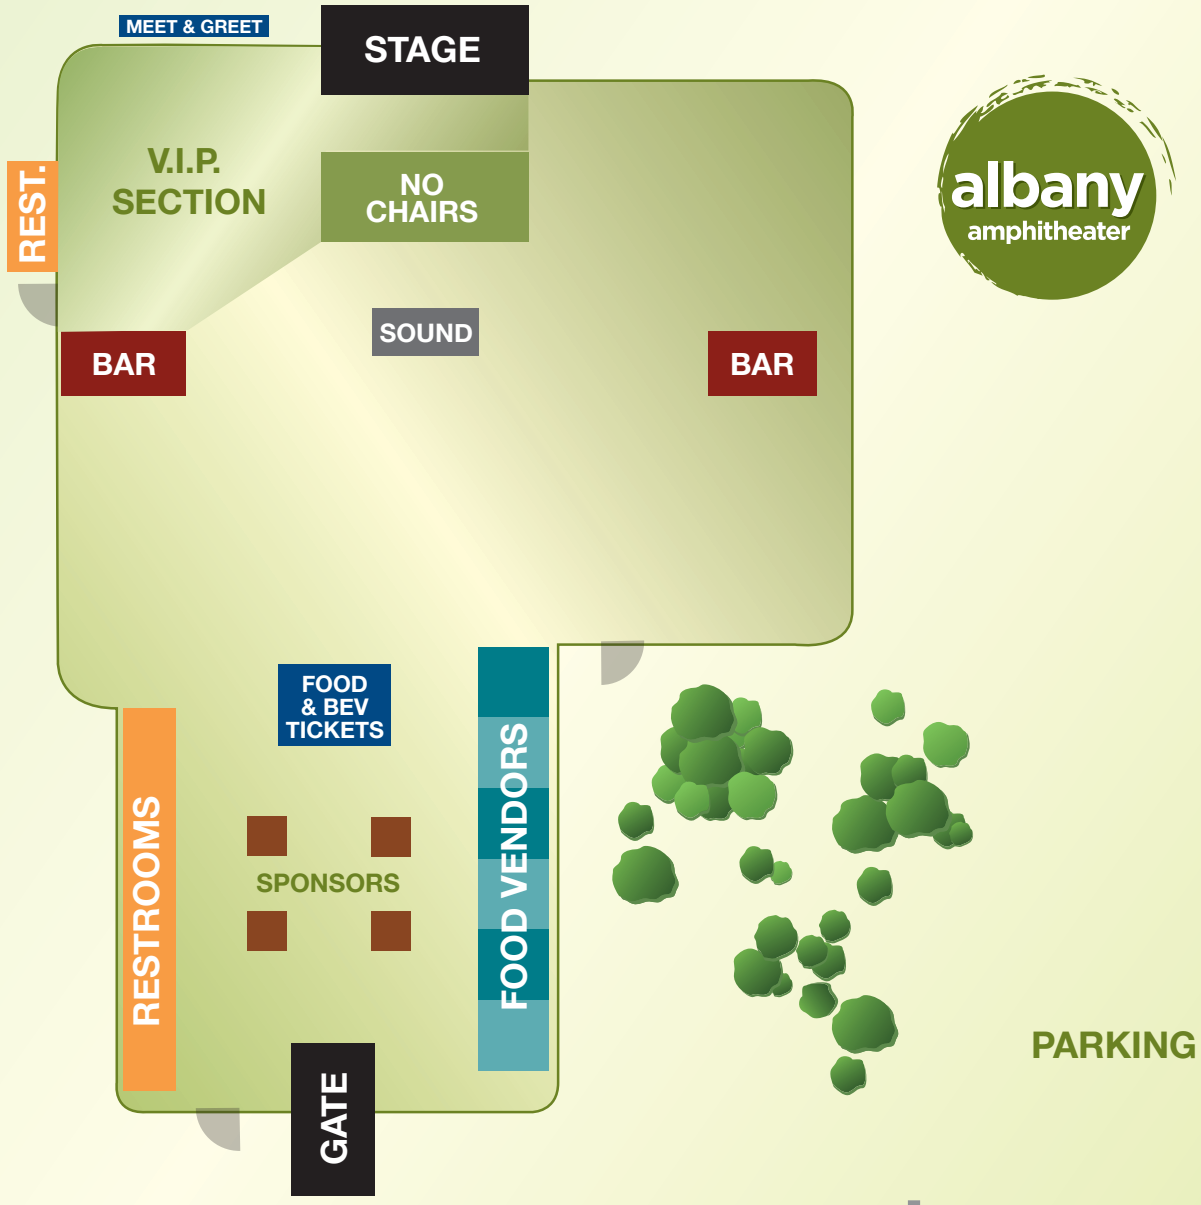 MEET & GREET
STAGE
V.I.P.
SECTION
NO
CHAIRS
REST.
albany
amphitheater
SOUND
BAR
BAR
FOOD
& BEV
TICKETS
FOOD VENDORS
RESTROOMS
SPONSORS
GATE
PARKING